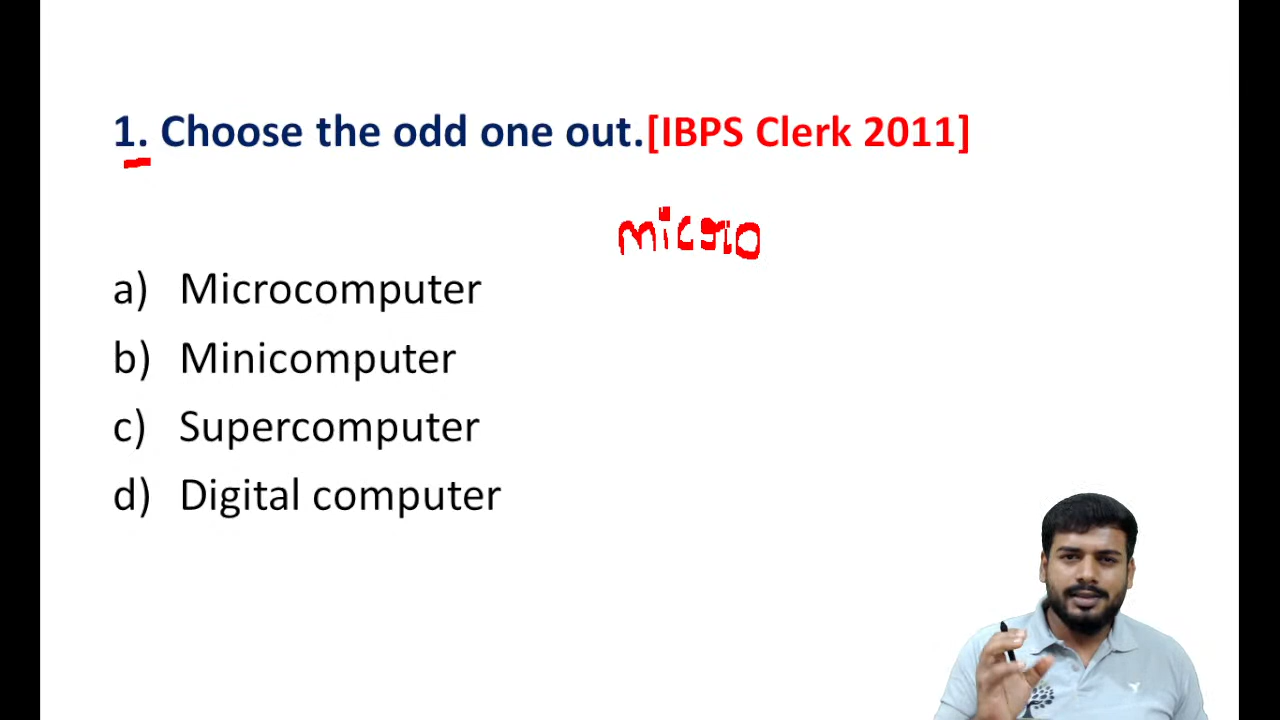 1. Choose the odd one out.[IBPS Clerk 2011]
micro
a) Microcomputer
b) Minicomputer
c) Supercomputer
d) Digital computer